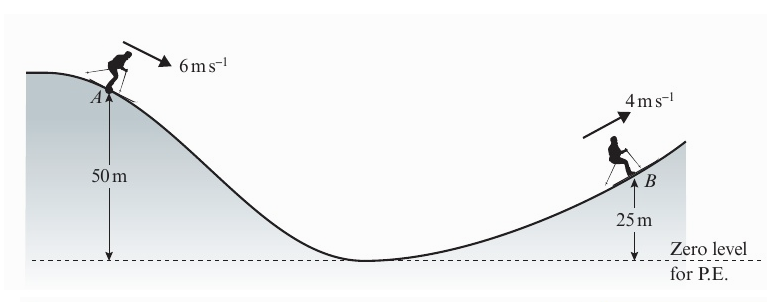 6 m s⁻¹
A
4 m s⁻¹
50 m
B
25 m
Zero level
for P.E.